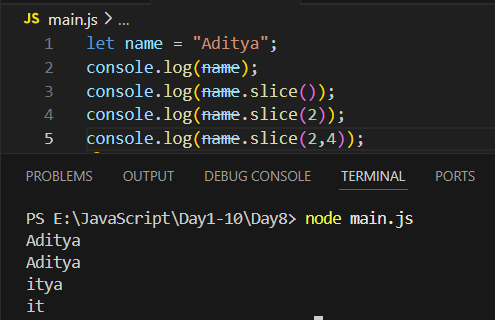 JS main.js > ...
1 let name = "Aditya";
2 console.log(name);
3 console.log(name.slice());
4 console.log(name.slice(2));
5 console.log(name.slice(2,4));
PROBLEMS OUTPUT DEBUG CONSOLE TERMINAL PORTS
PS E:\JavaScript\Day1-10\Day8> node main.js
Aditya
Aditya
itya
it